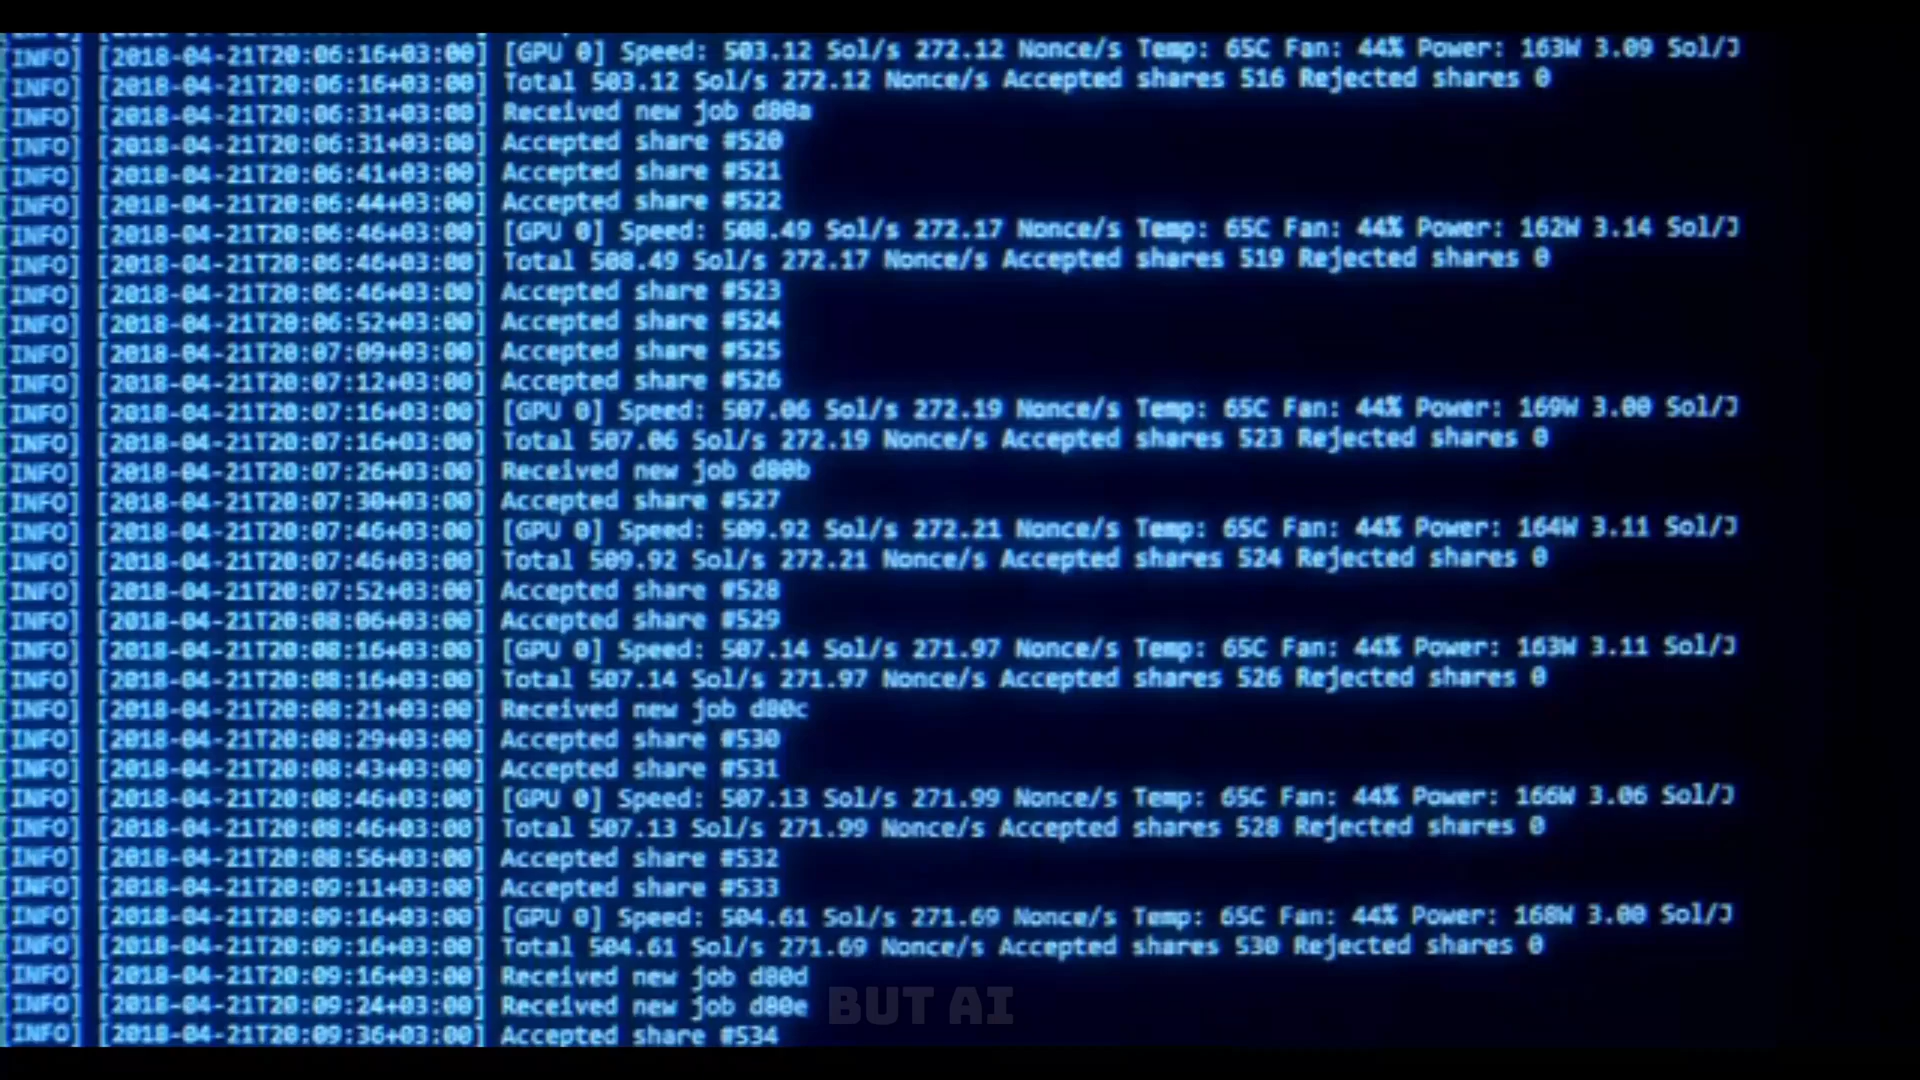 [INFO] [2018-04-21T20:06:16+03:00] [GPU 0] Speed: 503.12 Sol/s 272.12 Nonce/s Temp: 65C Fan: 44% Power: 163W 3.09 Sol/J
[INFO] [2018-04-21T20:06:16+03:00] Total 503.12 Sol/s 272.12 Nonce/s Accepted shares 516 Rejected shares 0
[INFO] [2018-04-21T20:06:31+03:00] Received new job d80a
[INFO] [2018-04-21T20:06:31+03:00] Accepted share #520
[INFO] [2018-04-21T20:06:41+03:00] Accepted share #521
[INFO] [2018-04-21T20:06:44+03:00] Accepted share #522
[INFO] [2018-04-21T20:06:46+03:00] [GPU 0] Speed: 508.49 Sol/s 272.17 Nonce/s Temp: 65C Fan: 44% Power: 162W 3.14 Sol/J
[INFO] [2018-04-21T20:06:46+03:00] Total 508.49 Sol/s 272.17 Nonce/s Accepted shares 519 Rejected shares 0
[INFO] [2018-04-21T20:06:46+03:00] Accepted share #523
[INFO] [2018-04-21T20:06:52+03:00] Accepted share #524
[INFO] [2018-04-21T20:07:09+03:00] Accepted share #525
[INFO] [2018-04-21T20:07:12+03:00] Accepted share #526
[INFO] [2018-04-21T20:07:16+03:00] [GPU 0] Speed: 507.06 Sol/s 272.19 Nonce/s Temp: 65C Fan: 44% Power: 169W 3.00 Sol/J
[INFO] [2018-04-21T20:07:16+03:00] Total 507.06 Sol/s 272.19 Nonce/s Accepted shares 523 Rejected shares 0
[INFO] [2018-04-21T20:07:26+03:00] Received new job d80b
[INFO] [2018-04-21T20:07:30+03:00] Accepted share #527
[INFO] [2018-04-21T20:07:46+03:00] [GPU 0] Speed: 509.92 Sol/s 272.21 Nonce/s Temp: 65C Fan: 44% Power: 164W 3.11 Sol/J
[INFO] [2018-04-21T20:07:46+03:00] Total 509.92 Sol/s 272.21 Nonce/s Accepted shares 524 Rejected shares 0
[INFO] [2018-04-21T20:07:52+03:00] Accepted share #528
[INFO] [2018-04-21T20:08:06+03:00] Accepted share #529
[INFO] [2018-04-21T20:08:16+03:00] [GPU 0] Speed: 507.14 Sol/s 271.97 Nonce/s Temp: 65C Fan: 44% Power: 163W 3.11 Sol/J
[INFO] [2018-04-21T20:08:16+03:00] Total 507.14 Sol/s 271.97 Nonce/s Accepted shares 526 Rejected shares 0
[INFO] [2018-04-21T20:08:21+03:00] Received new job d80c
[INFO] [2018-04-21T20:08:29+03:00] Accepted share #530
[INFO] [2018-04-21T20:08:43+03:00] Accepted share #531
[INFO] [2018-04-21T20:08:46+03:00] [GPU 0] Speed: 507.13 Sol/s 271.99 Nonce/s Temp: 65C Fan: 44% Power: 166W 3.06 Sol/J
[INFO] [2018-04-21T20:08:46+03:00] Total 507.13 Sol/s 271.99 Nonce/s Accepted shares 528 Rejected shares 0
[INFO] [2018-04-21T20:08:56+03:00] Accepted share #532
[INFO] [2018-04-21T20:09:11+03:00] Accepted share #533
[INFO] [2018-04-21T20:09:16+03:00] [GPU 0] Speed: 504.61 Sol/s 271.69 Nonce/s Temp: 65C Fan: 44% Power: 168W 3.00 Sol/J
[INFO] [2018-04-21T20:09:16+03:00] Total 504.61 Sol/s 271.69 Nonce/s Accepted shares 530 Rejected shares 0
[INFO] [2018-04-21T20:09:16+03:00] Received new job d80d
[INFO] [2018-04-21T20:09:24+03:00] Received new job d80e
BUT AI
[INFO] [2018-04-21T20:09:36+03:00] Accepted share #534